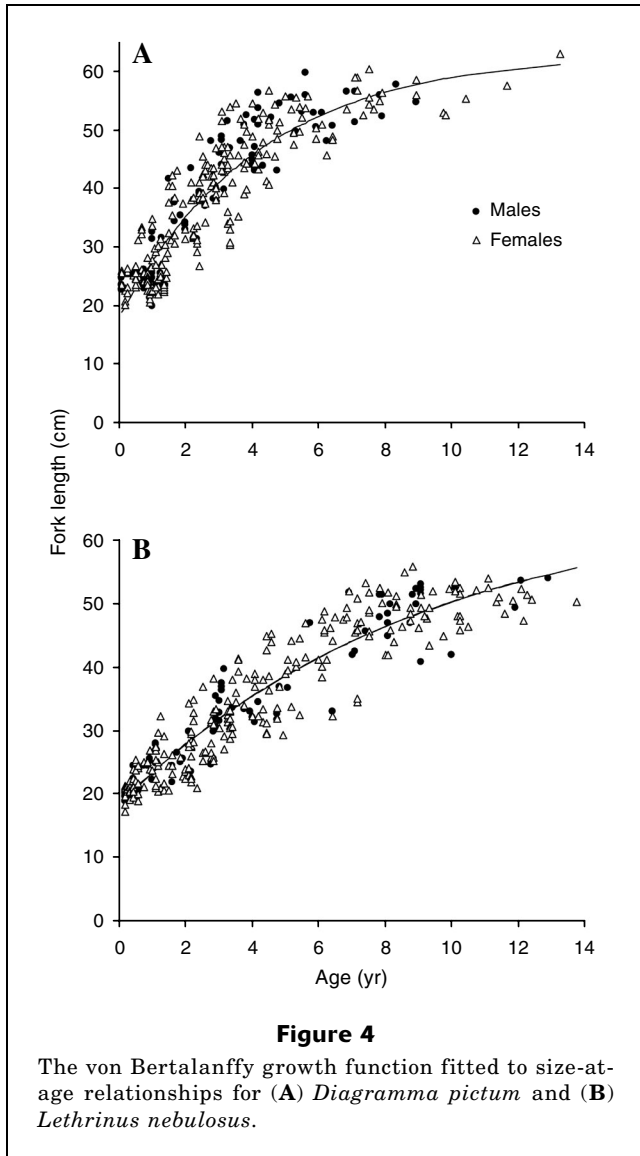 A
60
50
40
30
20
10
0
0 2 4 6 8 10 12 14
Males
Females
Fork length (cm)
B
60
50
40
30
20
10
0
0 2 4 6 8 10 12 14
Age (yr)
Figure 4
The von Bertalanffy growth function fitted to size-at-
age relationships for (A) Diagramma pictum and (B)
Lethrinus nebulosus.